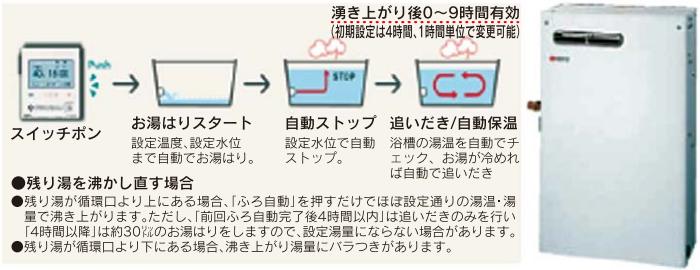 湧き上がり後0～9時間有効
(初期設定は4時間、1時間単位で変更可能)
Push
STOP
スイッチポン
お湯はりスタート
設定温度、設定水位
まで自動でお湯はり。
自動ストップ
設定水位で自動
ストップ。
追いだき/自動保温
浴槽の湯温を自動でチ
ェック、お湯が冷めれ
ば自動で追いだき
●残り湯を沸かし直す場合
●残り湯が循環口より上にある場合、「ふろ自動」を押すだけでほぼ設定通りの湯温・湯
量で沸き上がります。ただし、「前回ふろ自動完了後4時間以内」は追いだきのみを行い
「4時間以降」は約30㍑のお湯はりをしますので、設定湯量にならない場合があります。
●残り湯が循環口より下にある場合、沸き上がり湯量にバラつきがあります。